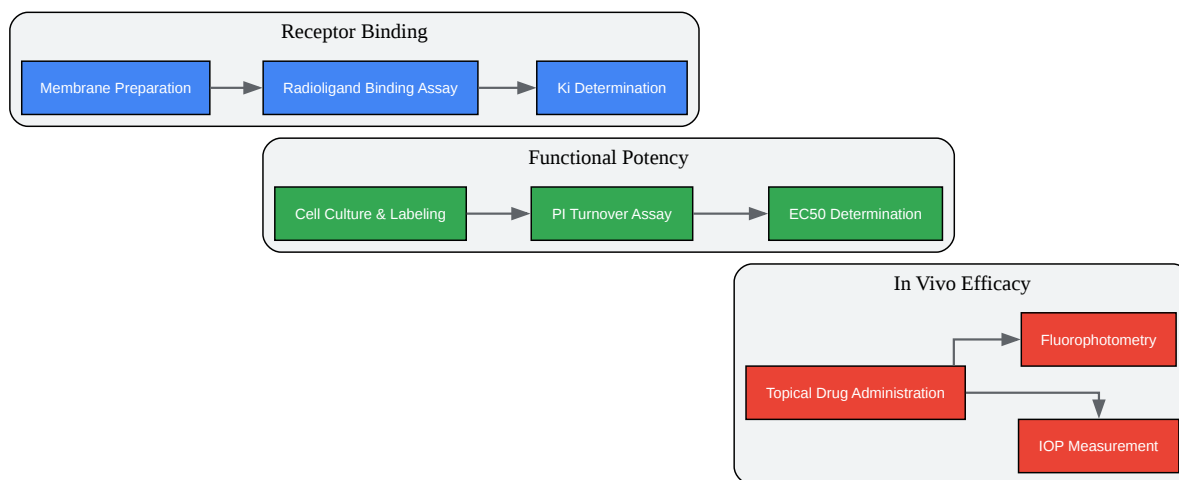 Receptor Binding
Membrane Preparation
Radioligand Binding Assay
Ki Determination
Functional Potency
Cell Culture & Labeling
PI Turnover Assay
EC50 Determination
In Vivo Efficacy
Fluorophotometry
Topical Drug Administration
IOP Measurement